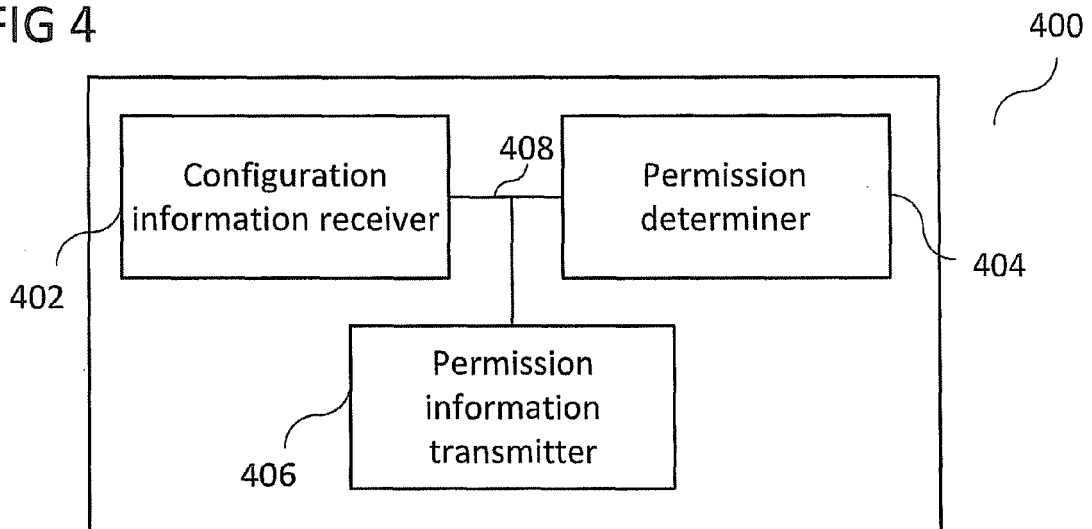 FIG 4
400
408
Configuration
information receiver
Permission
determiner
402
404
Permission
information
transmitter
406